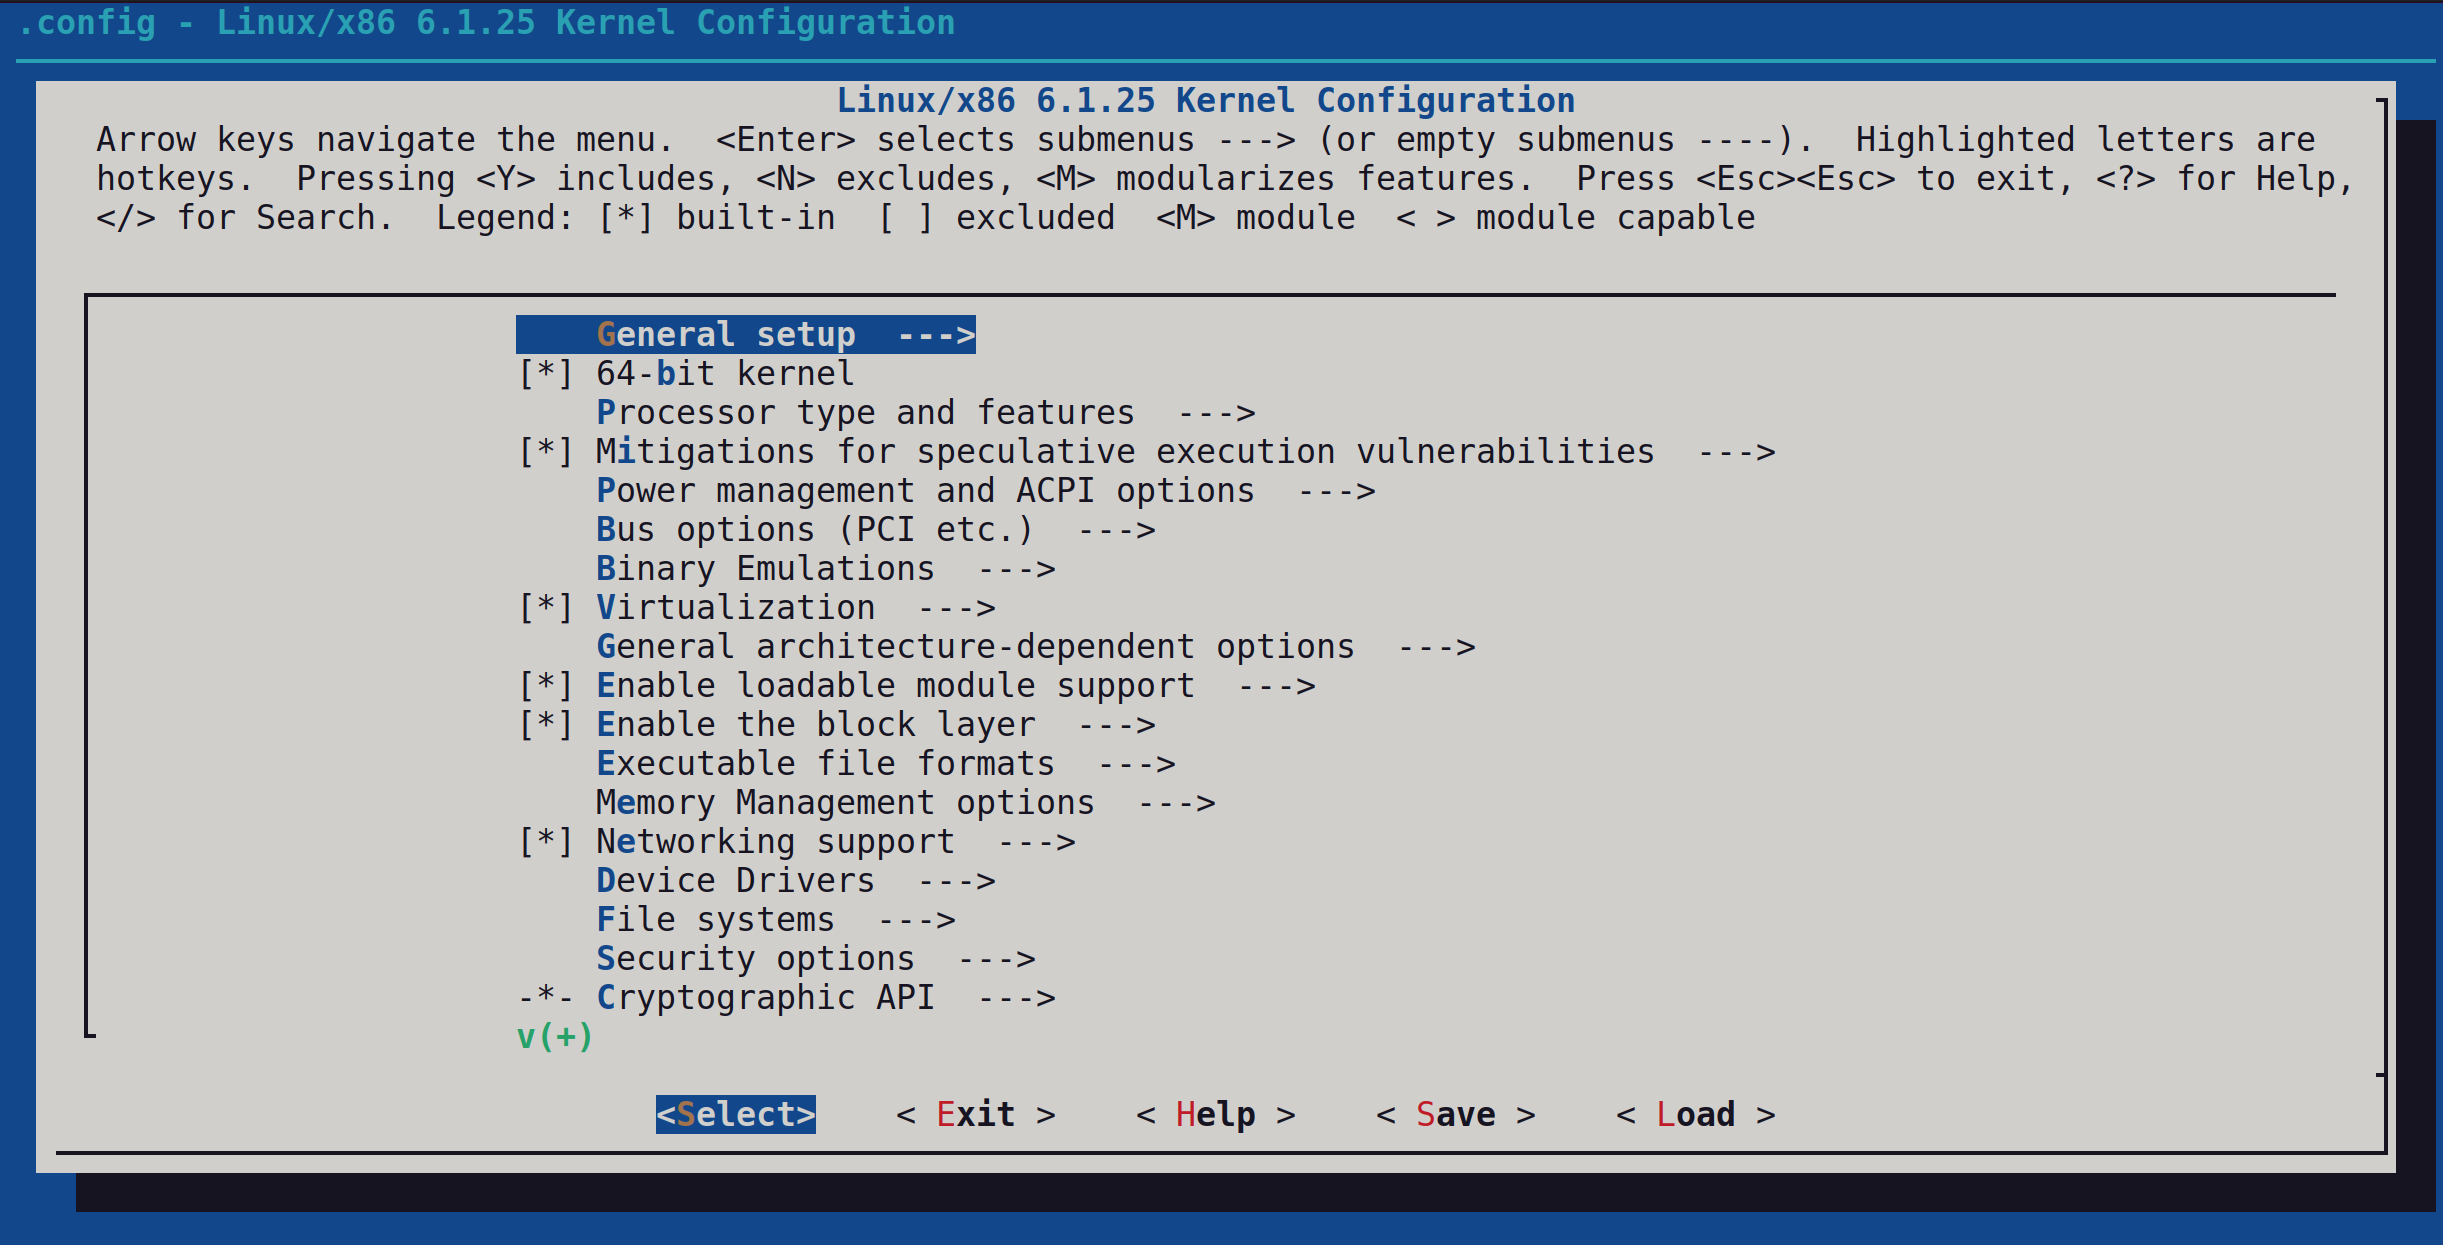 .config - Linux/x86 6.1.25 Kernel Configuration
Linux/x86 6.1.25 Kernel Configuration
Arrow keys navigate the menu.  <Enter> selects submenus ---> (or empty submenus ----).  Highlighted letters are
hotkeys.  Pressing <Y> includes, <N> excludes, <M> modularizes features.  Press <Esc><Esc> to exit, <?> for Help,
</> for Search.  Legend: [*] built-in  [ ] excluded  <M> module  < > module capable
General setup  --->
[*] 64-bit kernel
Processor type and features  --->
[*] Mitigations for speculative execution vulnerabilities  --->
Power management and ACPI options  --->
Bus options (PCI etc.)  --->
Binary Emulations  --->
[*] Virtualization  --->
General architecture-dependent options  --->
[*] Enable loadable module support  --->
[*] Enable the block layer  --->
Executable file formats  --->
Memory Management options  --->
[*] Networking support  --->
Device Drivers  --->
File systems  --->
Security options  --->
-*- Cryptographic API  --->
v(+)
<Select>    < Exit >    < Help >    < Save >    < Load >